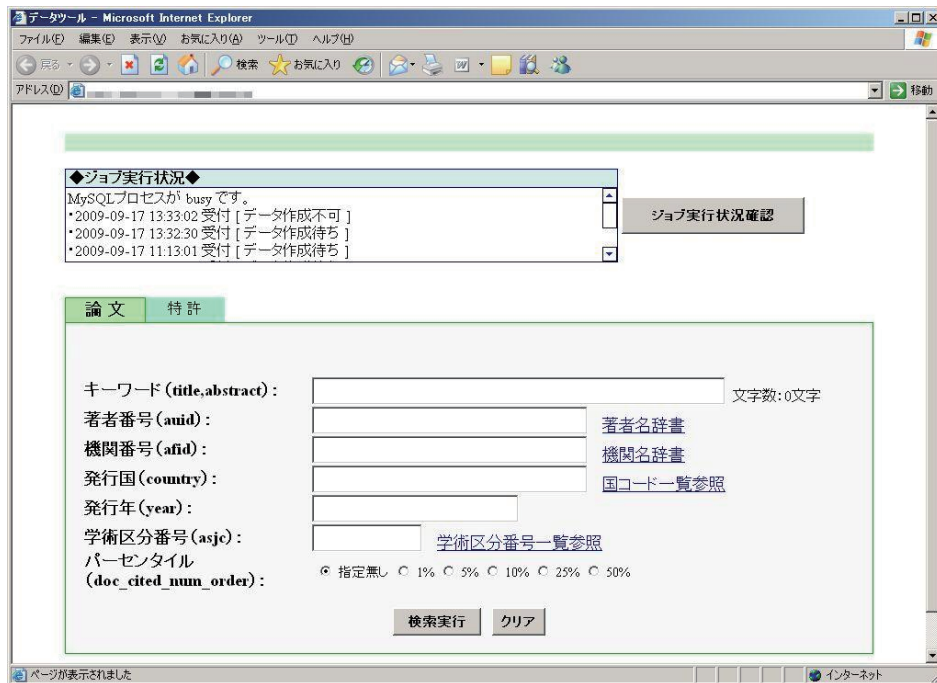 データツール - Microsoft Internet Explorer
ファイル(F) 編集(E) 表示(V) お気に入り(A) ツール(T) ヘルプ(H)
戻る 検索 お気に入り
アドレス(D) 移動
◆ジョブ実行状況◆
MySQLプロセスが busy です。
•2009-09-17 13:33:02 受付 [ データ作成不可 ]
•2009-09-17 13:32:30 受付 [ データ作成待ち ]
•2009-09-17 11:13:01 受付 [ データ作成待ち ]
ジョブ実行状況確認
論文 特許
キーワード(title,abstract): 文字数:0文字
著者番号(auid): 著者名辞書
機関番号(afid): 機関名辞書
発行国(country): 国コード一覧参照
発行年(year):
学術区分番号(asjc): 学術区分番号一覧参照
パーセンタイル
(doc_cited_num_order): 指定無し 1% 5% 10% 25% 50%
検索実行 クリア
ページが表示されました インターネット